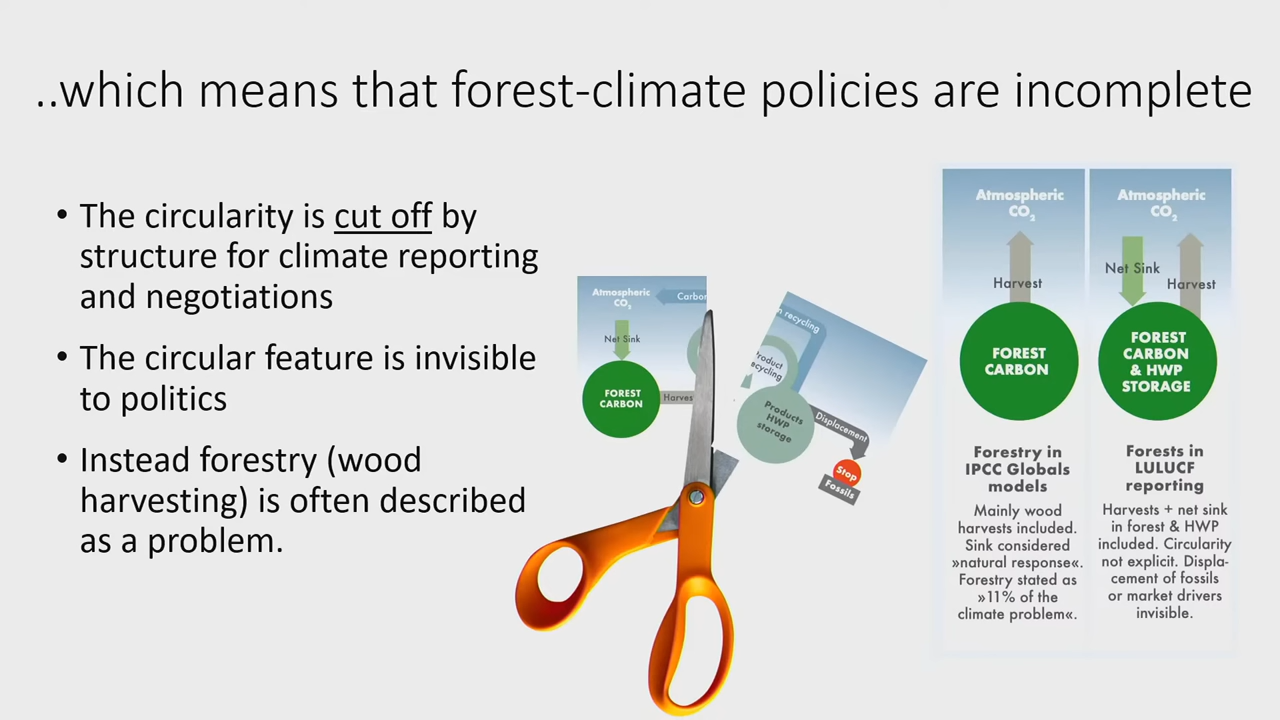 ..which means that forest-climate policies are incomplete
• The circularity is cut off by
structure for climate reporting
and negotiations
• The circular feature is invisible
to politics
• Instead forestry (wood
harvesting) is often described
as a problem.
Atmospheric
CO₂
Carbon
Net Sink
FOREST
CARBON
Harvest
n recycling
Product
recycling
Products
HWP
storage
Displacement
Stop
Fossils
Atmospheric
CO₂
Harvest
FOREST
CARBON
Forestry in
IPCC Globals
models
Mainly wood
harvests included.
Sink considered
»natural response«.
Forestry stated as
»11% of the
climate problem«.
Atmospheric
CO₂
Net Sink
Harvest
FOREST
CARBON
& HWP
STORAGE
Forests in
LULUCF
reporting
Harvests + net sink
in forest & HWP
included. Circularity
not explicit. Displa-
cement of fossils
or market drivers
invisible.